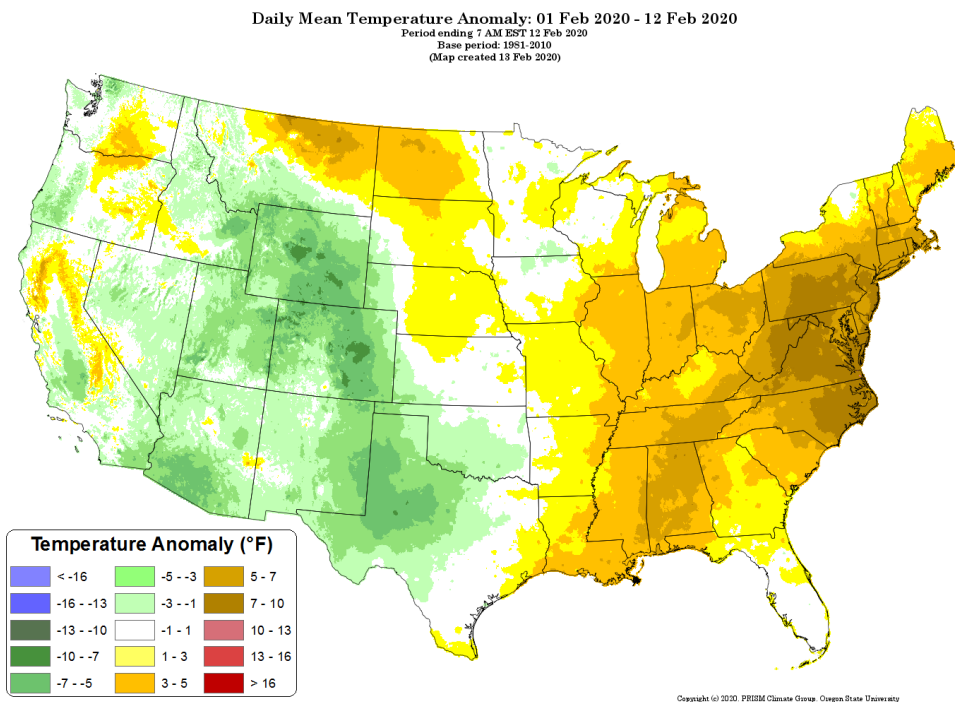 Daily Mean Temperature Anomaly: 01 Feb 2020 - 12 Feb 2020
Period ending 7 AM EST 12 Feb 2020
Base period: 1981-2010
(Map created 13 Feb 2020)
Temperature Anomaly (°F)
< -16
-16 - -13
-13 - -10
-10 - -7
-7 - -5
-5 - -3
-3 - -1
-1 - 1
1 - 3
3 - 5
5 - 7
7 - 10
10 - 13
13 - 16
> 16
Copyright (c) 2020. PRISM Climate Group. Oregon State University